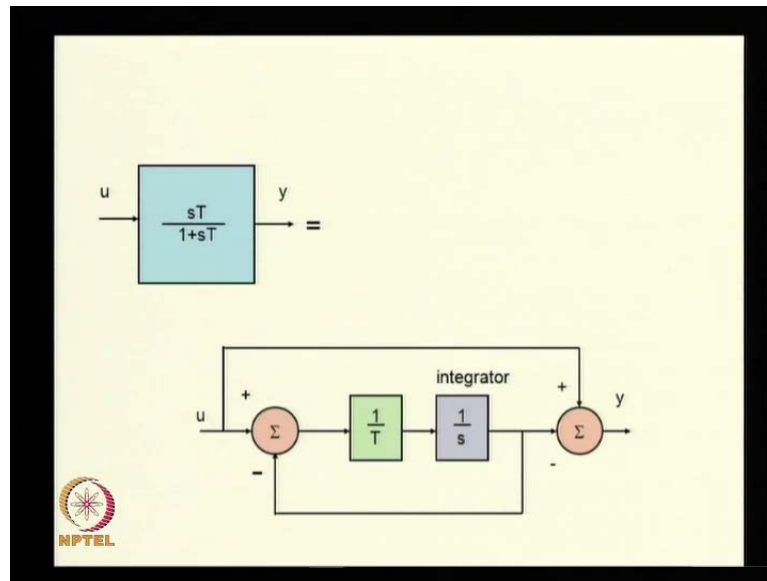 u
y
sT
1+sT
=
integrator
+
+
u
y
Σ
1
T
1
s
Σ
−
-
NPTEL